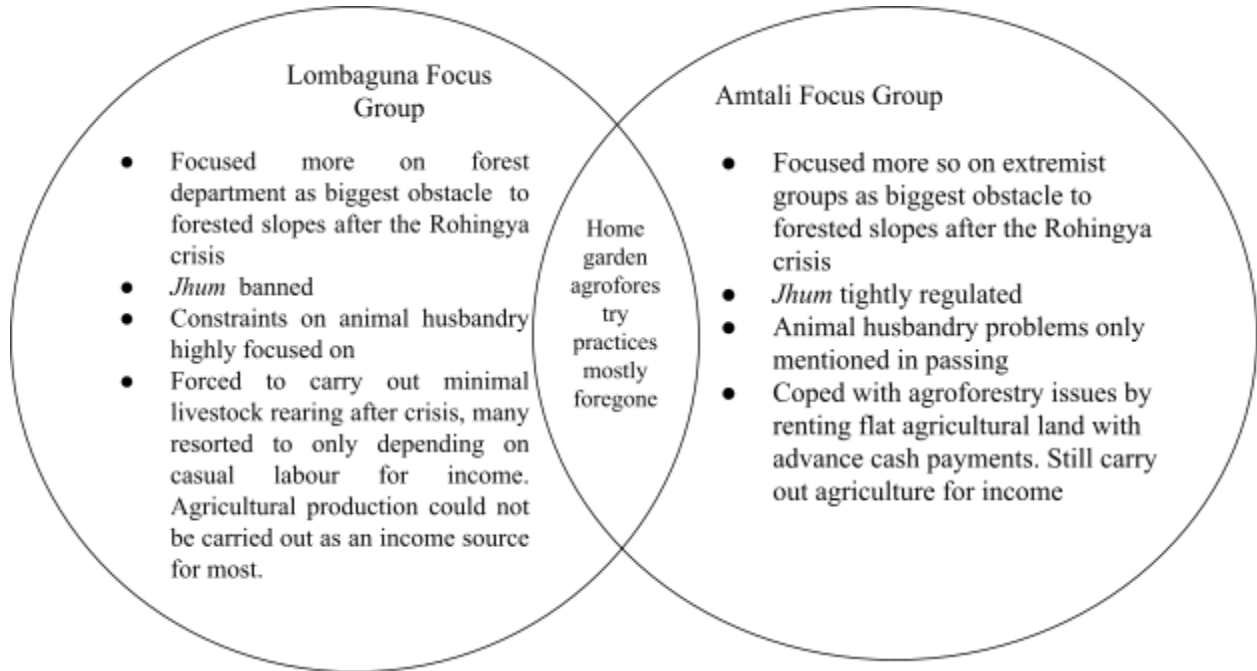 Lombaguna Focus
Group
● Focused more on forest
department as biggest obstacle to
forested slopes after the Rohingya
crisis
● Jhum banned
● Constraints on animal husbandry
highly focused on
● Forced to carry out minimal
livestock rearing after crisis, many
resorted to only depending on
casual labour for income.
Agricultural production could not
be carried out as an income source
for most.
Home
garden
agrofores
try
practices
mostly
foregone
Amtali Focus Group
● Focused more so on extremist
groups as biggest obstacle to
forested slopes after the Rohingya
crisis
● Jhum tightly regulated
● Animal husbandry problems only
mentioned in passing
● Coped with agroforestry issues by
renting flat agricultural land with
advance cash payments. Still carry
out agriculture for income